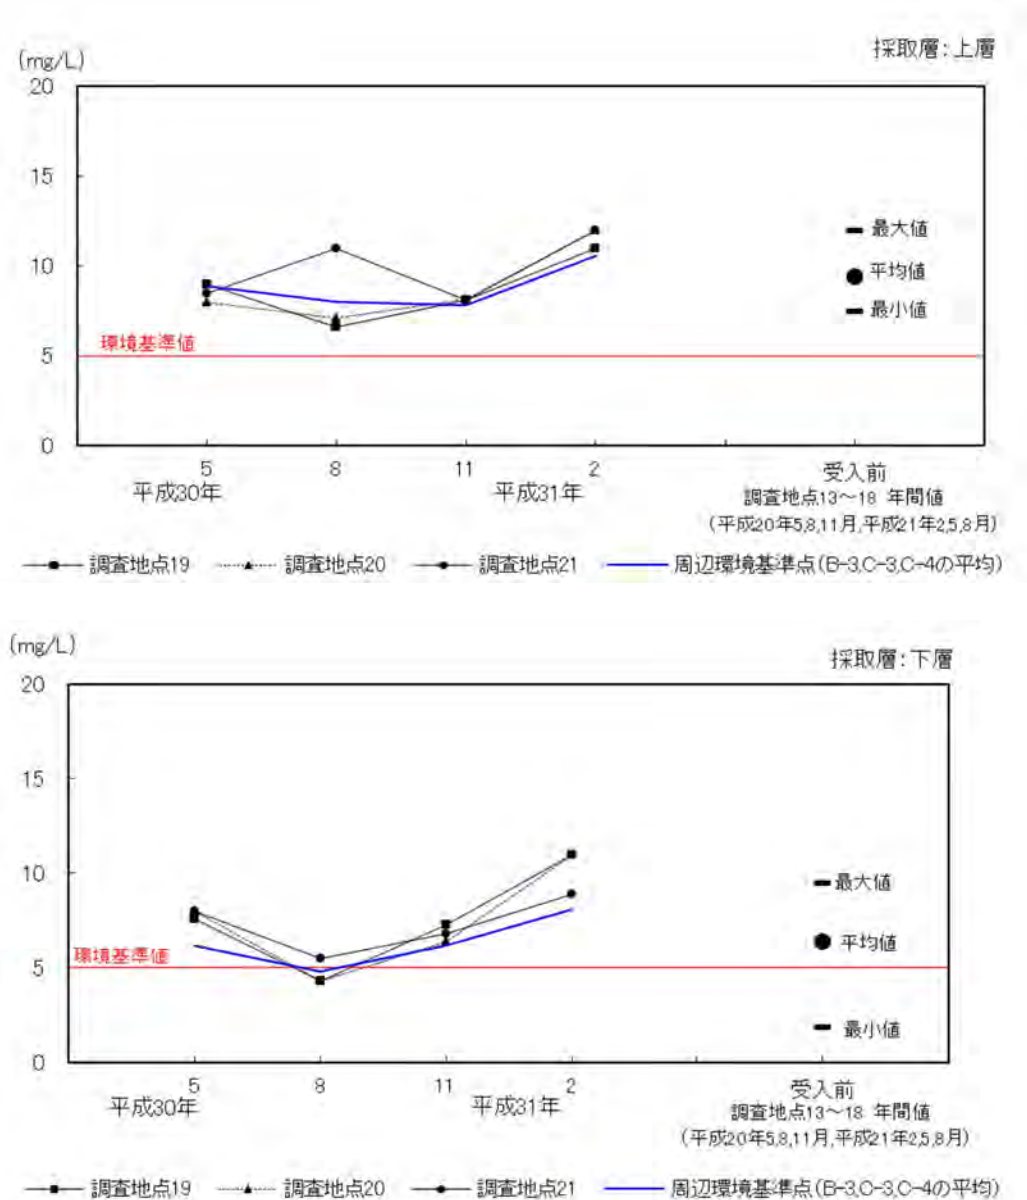 採取層:上層
(mg/L)
20
15
10
5
0
最大値
平均値
最小値
環境基準値
5 8 11 2
平成30年 平成31年
受入前
調査地点13~18 年間値
(平成20年5,8,11月,平成21年2,5,8月)
調査地点19 調査地点20 調査地点21 周辺環境基準点(B-3,C-3,C-4の平均)
(mg/L)
採取層:下層
20
15
10
5
0
最大値
平均値
最小値
環境基準値
5 8 11 2
平成30年 平成31年
受入前
調査地点13~18 年間値
(平成20年5,8,11月,平成21年2,5,8月)
調査地点19 調査地点20 調査地点21 周辺環境基準点(B-3,C-3,C-4の平均)